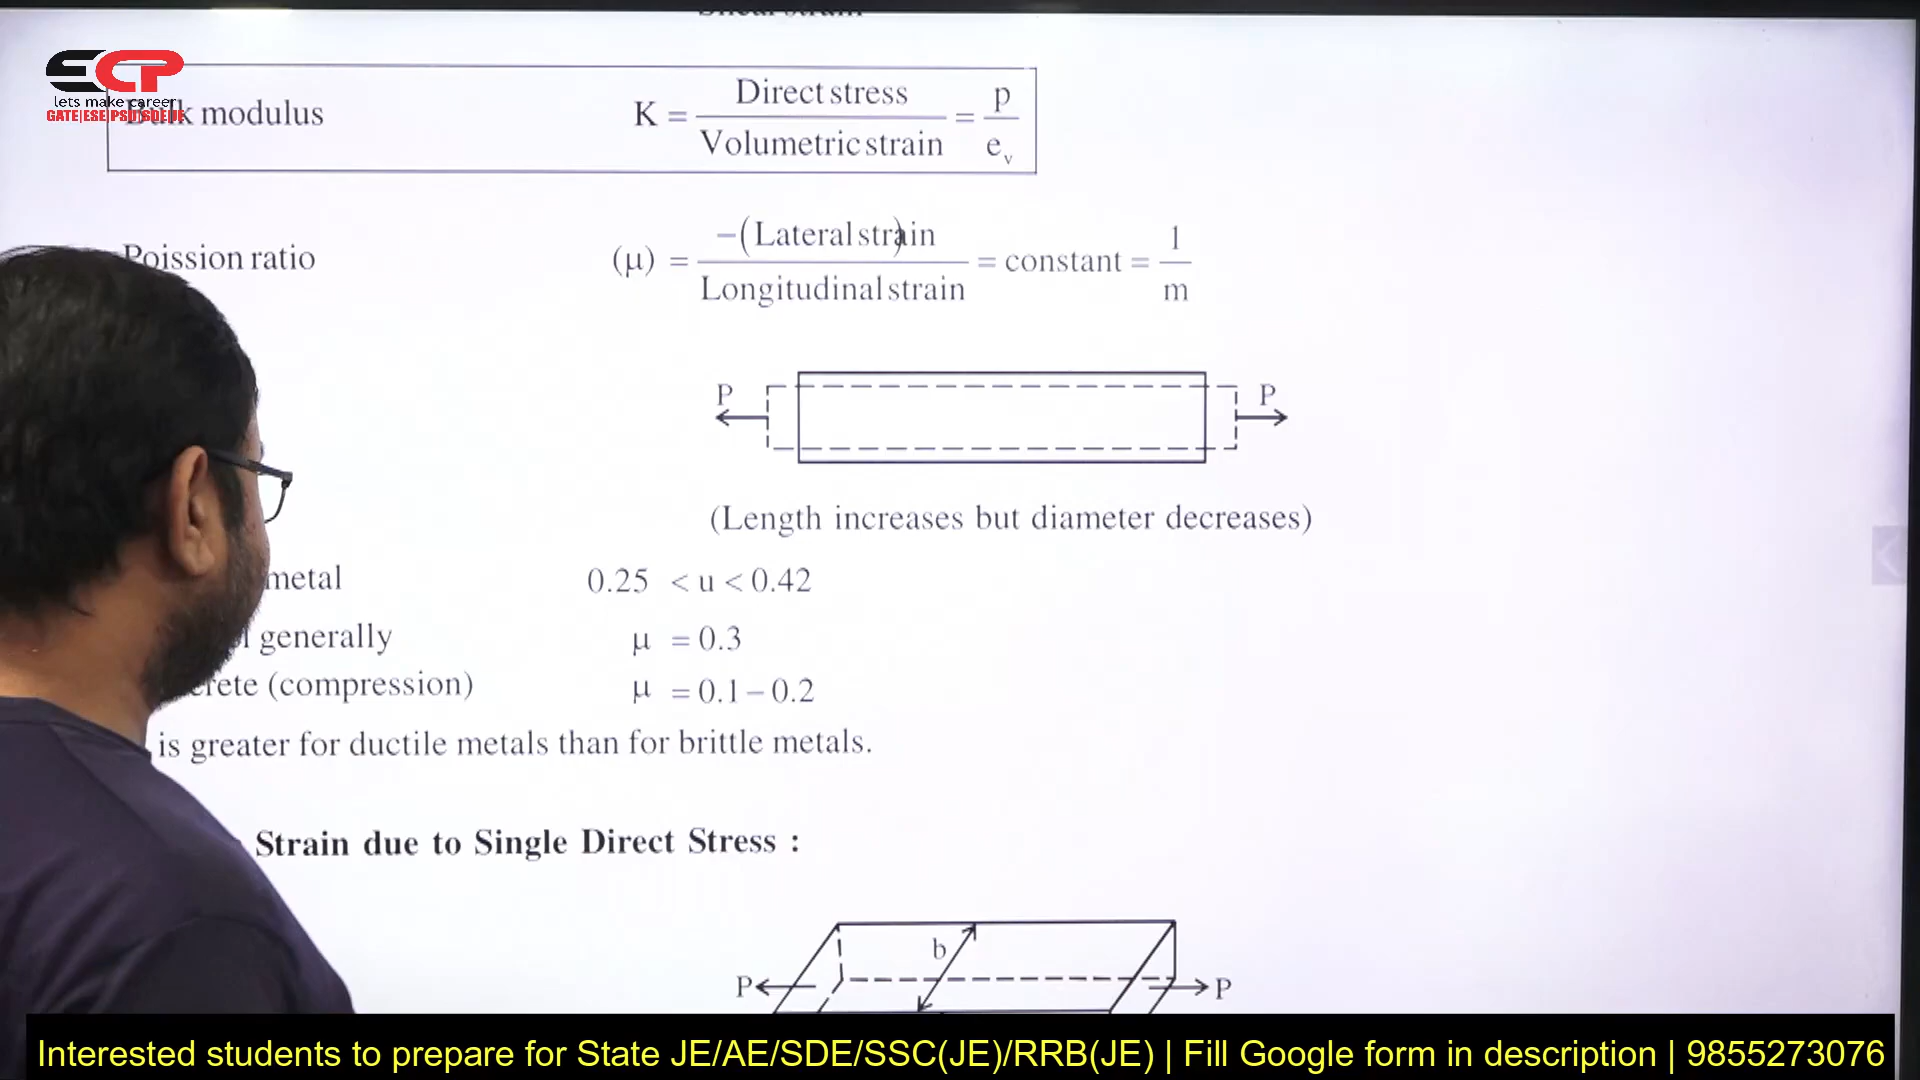 ECP
lets make career
GATE|ESE|PSU|SDE|JE
Bulk modulus K = Direct stress / Volumetric strain = p / e_v
Poission ratio (μ) = −(Lateral strain) / Longitudinal strain = constant = 1 / m
P P
(Length increases but diameter decreases)
metal 0.25 < u < 0.42
generally μ = 0.3
(compression) μ = 0.1 – 0.2
is greater for ductile metals than for brittle metals.
Strain due to Single Direct Stress :
b
P P
Interested students to prepare for State JE/AE/SDE/SSC(JE)/RRB(JE) | Fill Google form in description | 9855273076